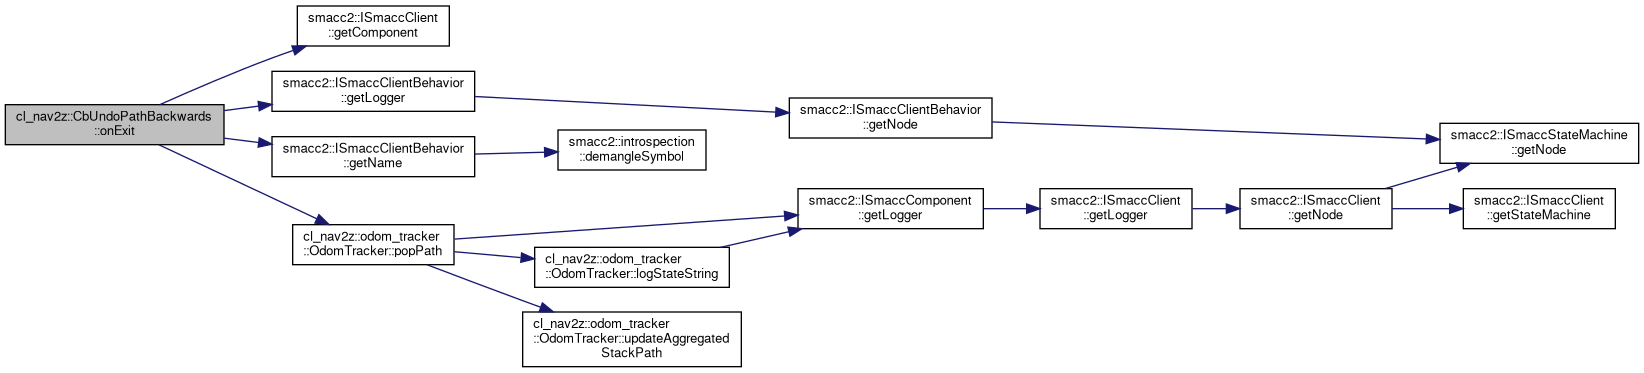 smacc2::ISmaccClient
::getComponent
smacc2::ISmaccClientBehavior
::getLogger
cl_nav2z::CbUndoPathBackwards
::onExit
smacc2::ISmaccClientBehavior
::getNode
smacc2::ISmaccStateMachine
::getNode
smacc2::introspection
::demangleSymbol
smacc2::ISmaccClientBehavior
::getName
smacc2::ISmaccComponent
::getLogger
smacc2::ISmaccClient
::getLogger
smacc2::ISmaccClient
::getNode
smacc2::ISmaccClient
::getStateMachine
cl_nav2z::odom_tracker
::OdomTracker::popPath
cl_nav2z::odom_tracker
::OdomTracker::logStateString
cl_nav2z::odom_tracker
::OdomTracker::updateAggregated
StackPath